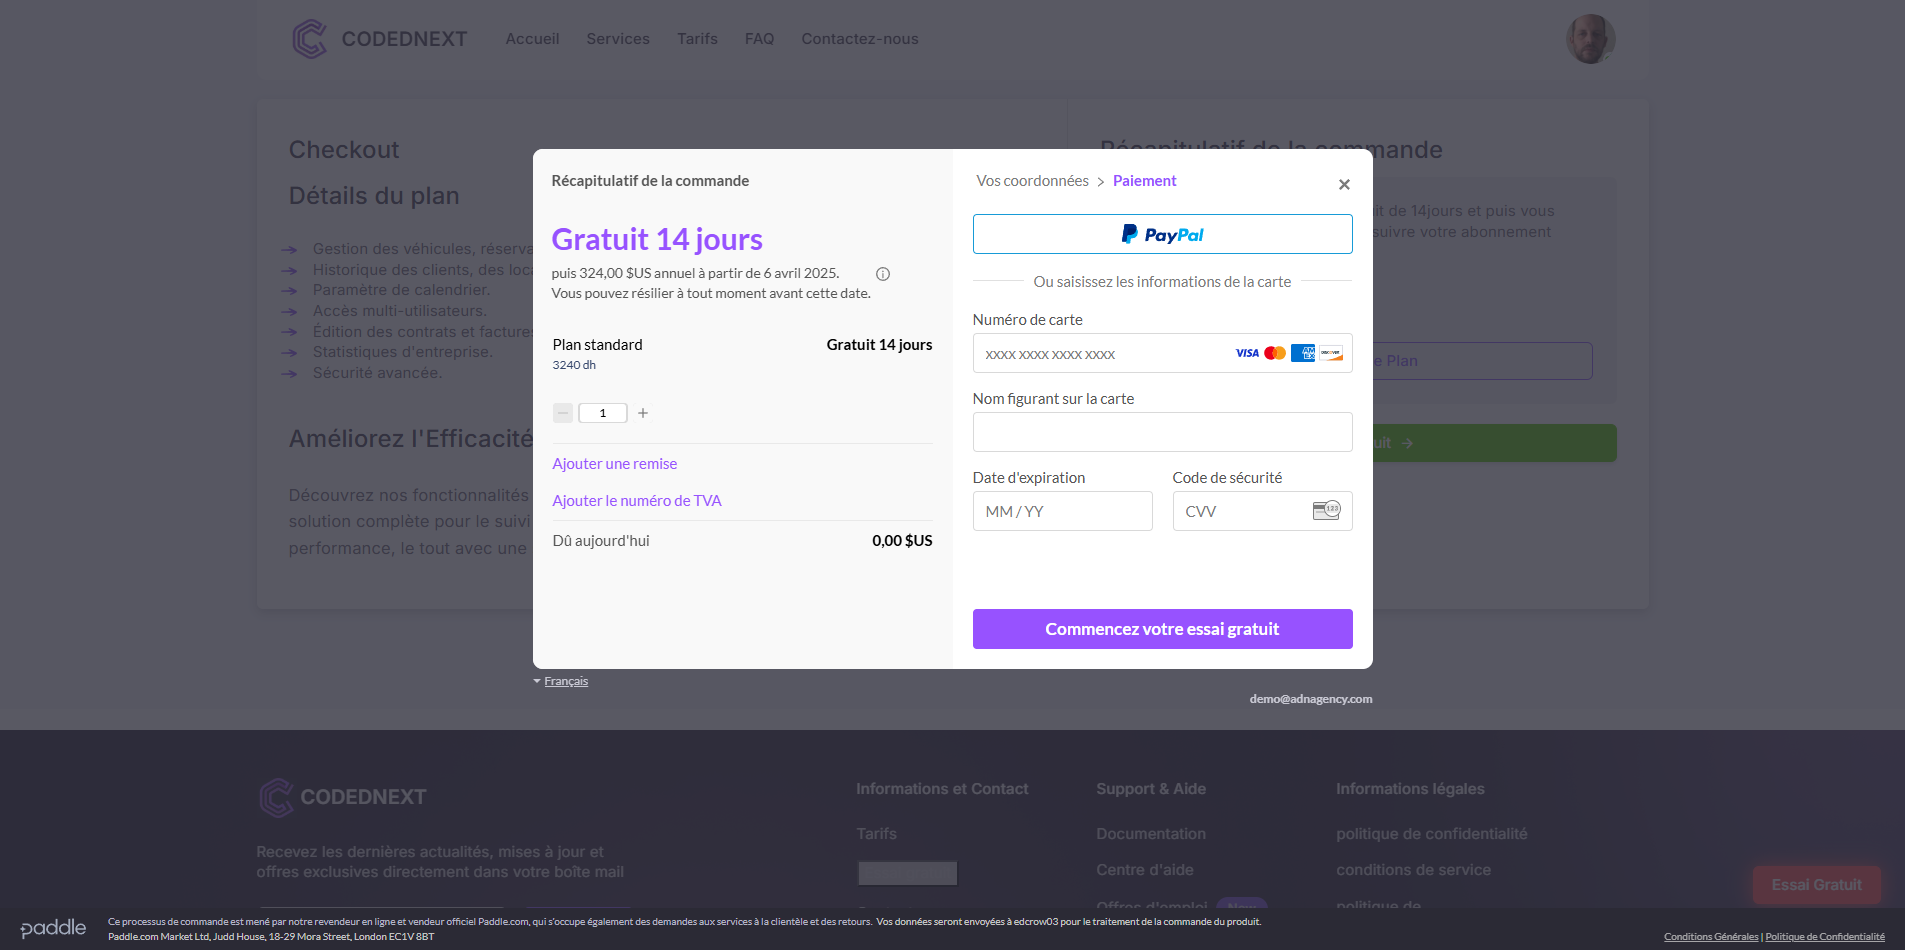 CODEDNEXT
Accueil
Services
Tarifs
FAQ
Contactez-nous
Checkout
Détails du plan
Gestion des véhicules, réserva
Historique des clients, des loc
Paramètre de calendrier.
Accès multi-utilisateurs.
Édition des contrats et factures
Statistiques d'entreprise.
Sécurité avancée.
Améliorez l'Efficacité
Découvrez nos fonctionnalités
solution complète pour le suivi
performance, le tout avec une
Récapitulatif de la commande
it de 14jours et puis vous
suivre votre abonnement
e Plan
uit
Récapitulatif de la commande
Gratuit 14 jours
puis 324,00 $US annuel à partir de 6 avril 2025.
Vous pouvez résilier à tout moment avant cette date.
Plan standard
Gratuit 14 jours
3240 dh
1
Ajouter une remise
Ajouter le numéro de TVA
Dû aujourd'hui
0,00 $US
Vos coordonnées > Paiement
PayPal
Ou saisissez les informations de la carte
Numéro de carte
XXXX XXXX XXXX XXXX
VISA
AMEX
DISCOVER
Nom figurant sur la carte
Date d'expiration
Code de sécurité
MM / YY
CVV
123
Commencez votre essai gratuit
Français
demo@adnagency.com
CODEDNEXT
Recevez les dernières actualités, mises à jour et
offres exclusives directement dans votre boîte mail
Informations et Contact
Tarifs
Support & Aide
Documentation
Centre d'aide
Offres d'emploi
New
Informations légales
politique de confidentialité
conditions de service
politique de
Essai Gratuit
paddle
Ce processus de commande est mené par notre revendeur en ligne et vendeur officiel Paddle.com, qui s'occupe également des demandes aux services à la clientèle et des retours. Vos données seront envoyées à edcrow03 pour le traitement de la commande du produit.
Paddle.com Market Ltd, Judd House, 18-29 Mora Street, London EC1V 8BT
Conditions Générales | Politique de Confidentialité